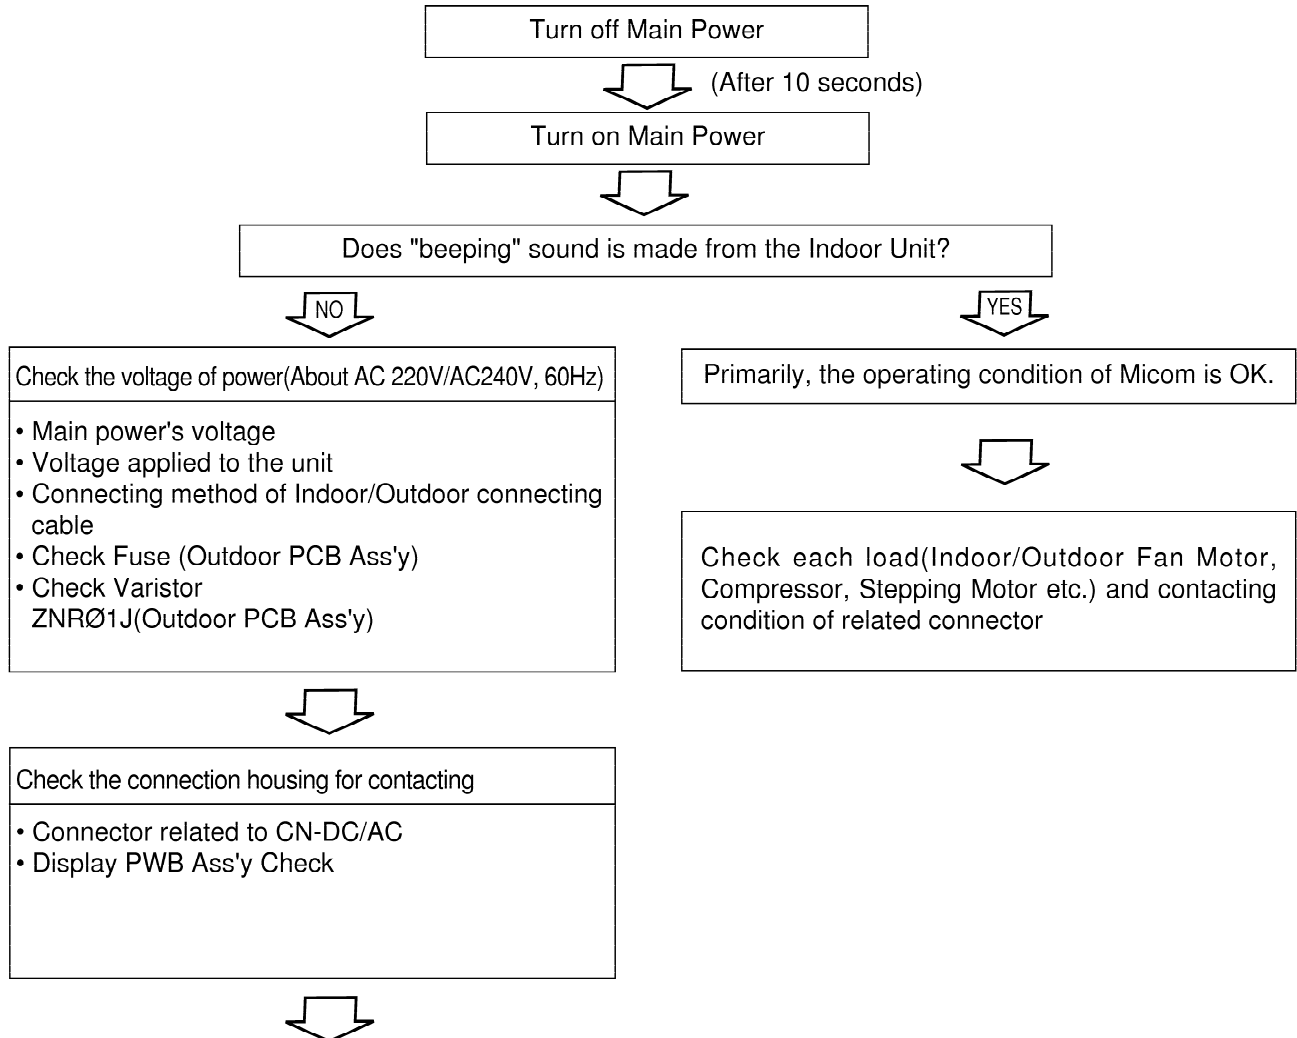 Turn off Main Power
(After 10 seconds)
Turn on Main Power
Does "beeping" sound is made from the Indoor Unit?
NO
YES
Check the voltage of power(About AC 220V/AC240V, 60Hz)
• Main power's voltage
• Voltage applied to the unit
• Connecting method of Indoor/Outdoor connecting
cable
• Check Fuse (Outdoor PCB Ass'y)
• Check Varistor
ZNRØ1J(Outdoor PCB Ass'y)
Primarily, the operating condition of Micom is OK.
Check each load(Indoor/Outdoor Fan Motor,
Compressor, Stepping Motor etc.) and contacting
condition of related connector
Check the connection housing for contacting
• Connector related to CN-DC/AC
• Display PWB Ass'y Check